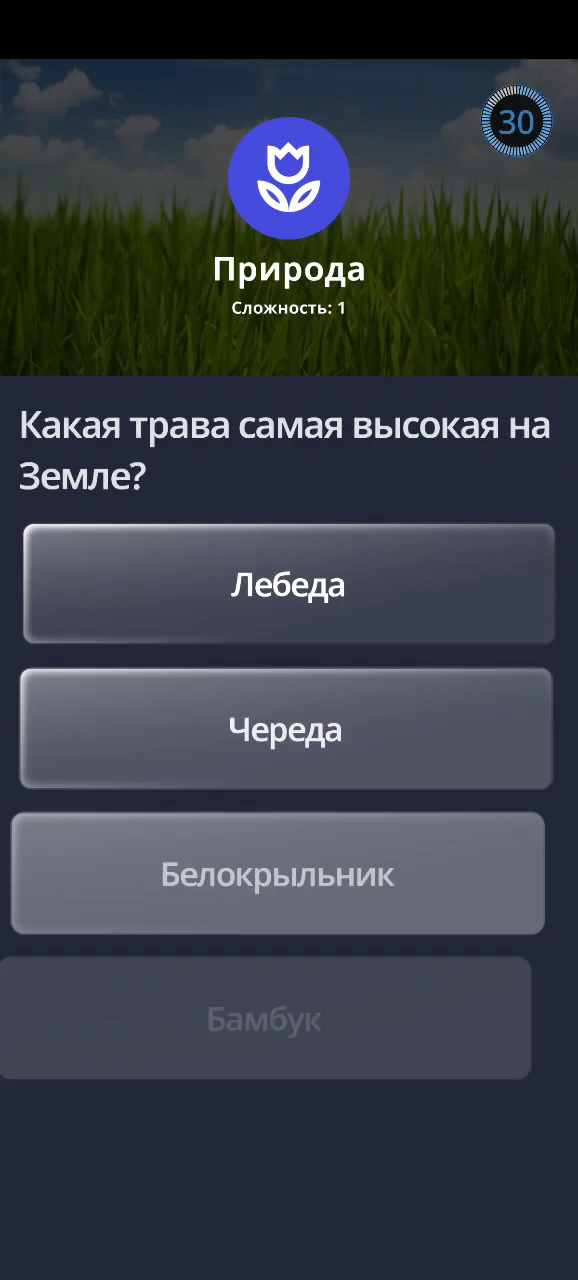 30
Природа
Сложность: 1
Какая трава самая высокая на
Земле?
Лебеда
Череда
Белокрыльник
Бамбук